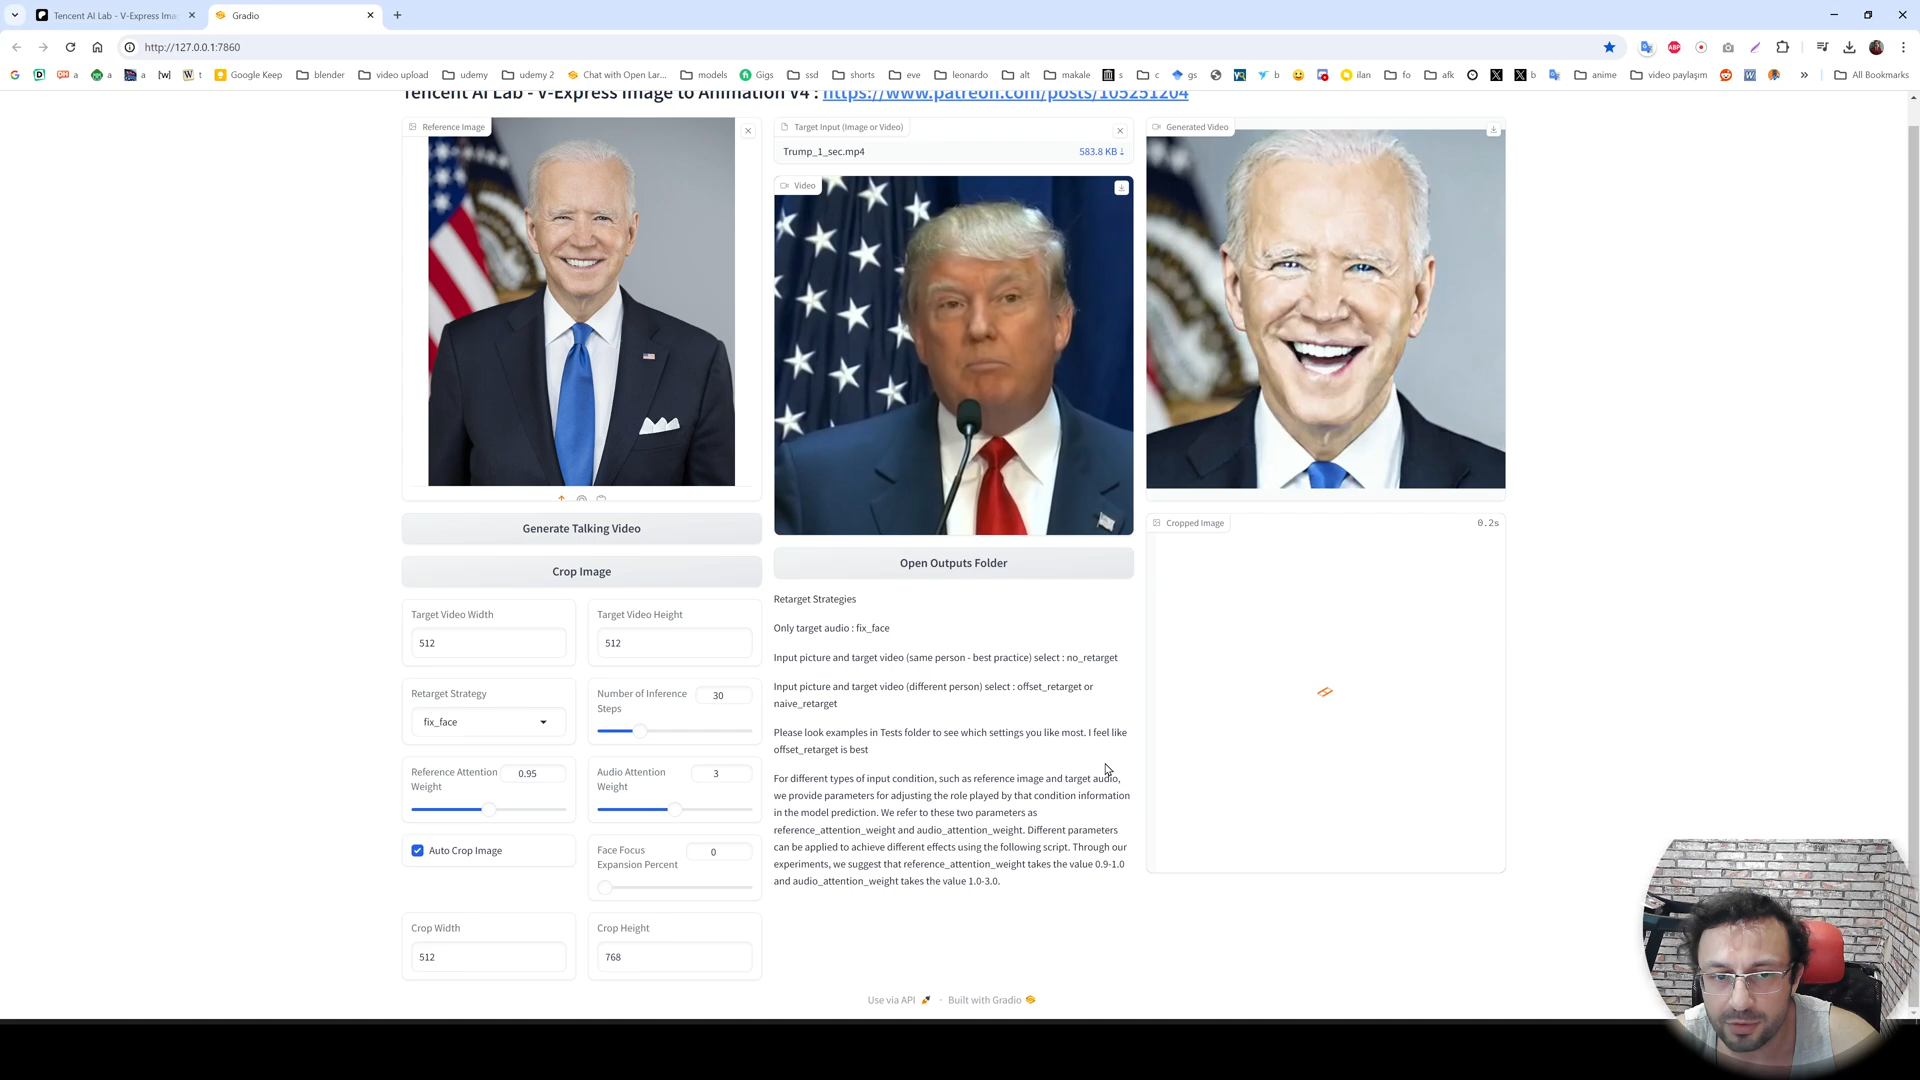 Tencent AI Lab - V-Express Ima
Gradio
http://127.0.0.1:7860
a
a
a
[w]
t
Google Keep
blender
video upload
udemy
udemy 2
Chat with Open Lar...
models
Gigs
ssd
shorts
eve
leonardo
alt
makale
s
c
gs
b
ilan
fo
afk
b
anime
video paylaşım
All Bookmarks
Tencent AI Lab - V-Express Image to Animation V4 : https://www.patreon.com/posts/105251204
Reference Image
Target Input (Image or Video)
Trump_1_sec.mp4
583.8 KB ↓
Video
Generated Video
Generate Talking Video
Crop Image
Open Outputs Folder
Cropped Image
0.2s
Target Video Width
512
Target Video Height
512
Retarget Strategy
fix_face
Number of Inference
Steps
30
Reference Attention
Weight
0.95
Audio Attention
Weight
3
Auto Crop Image
Face Focus
Expansion Percent
0
Crop Width
512
Crop Height
768
Retarget Strategies
Only target audio : fix_face
Input picture and target video (same person - best practice) select : no_retarget
Input picture and target video (different person) select : offset_retarget or
naive_retarget
Please look examples in Tests folder to see which settings you like most. I feel like
offset_retarget is best
For different types of input condition, such as reference image and target audio,
we provide parameters for adjusting the role played by that condition information
in the model prediction. We refer to these two parameters as
reference_attention_weight and audio_attention_weight. Different parameters
can be applied to achieve different effects using the following script. Through our
experiments, we suggest that reference_attention_weight takes the value 0.9-1.0
and audio_attention_weight takes the value 1.0-3.0.
Use via API · Built with Gradio